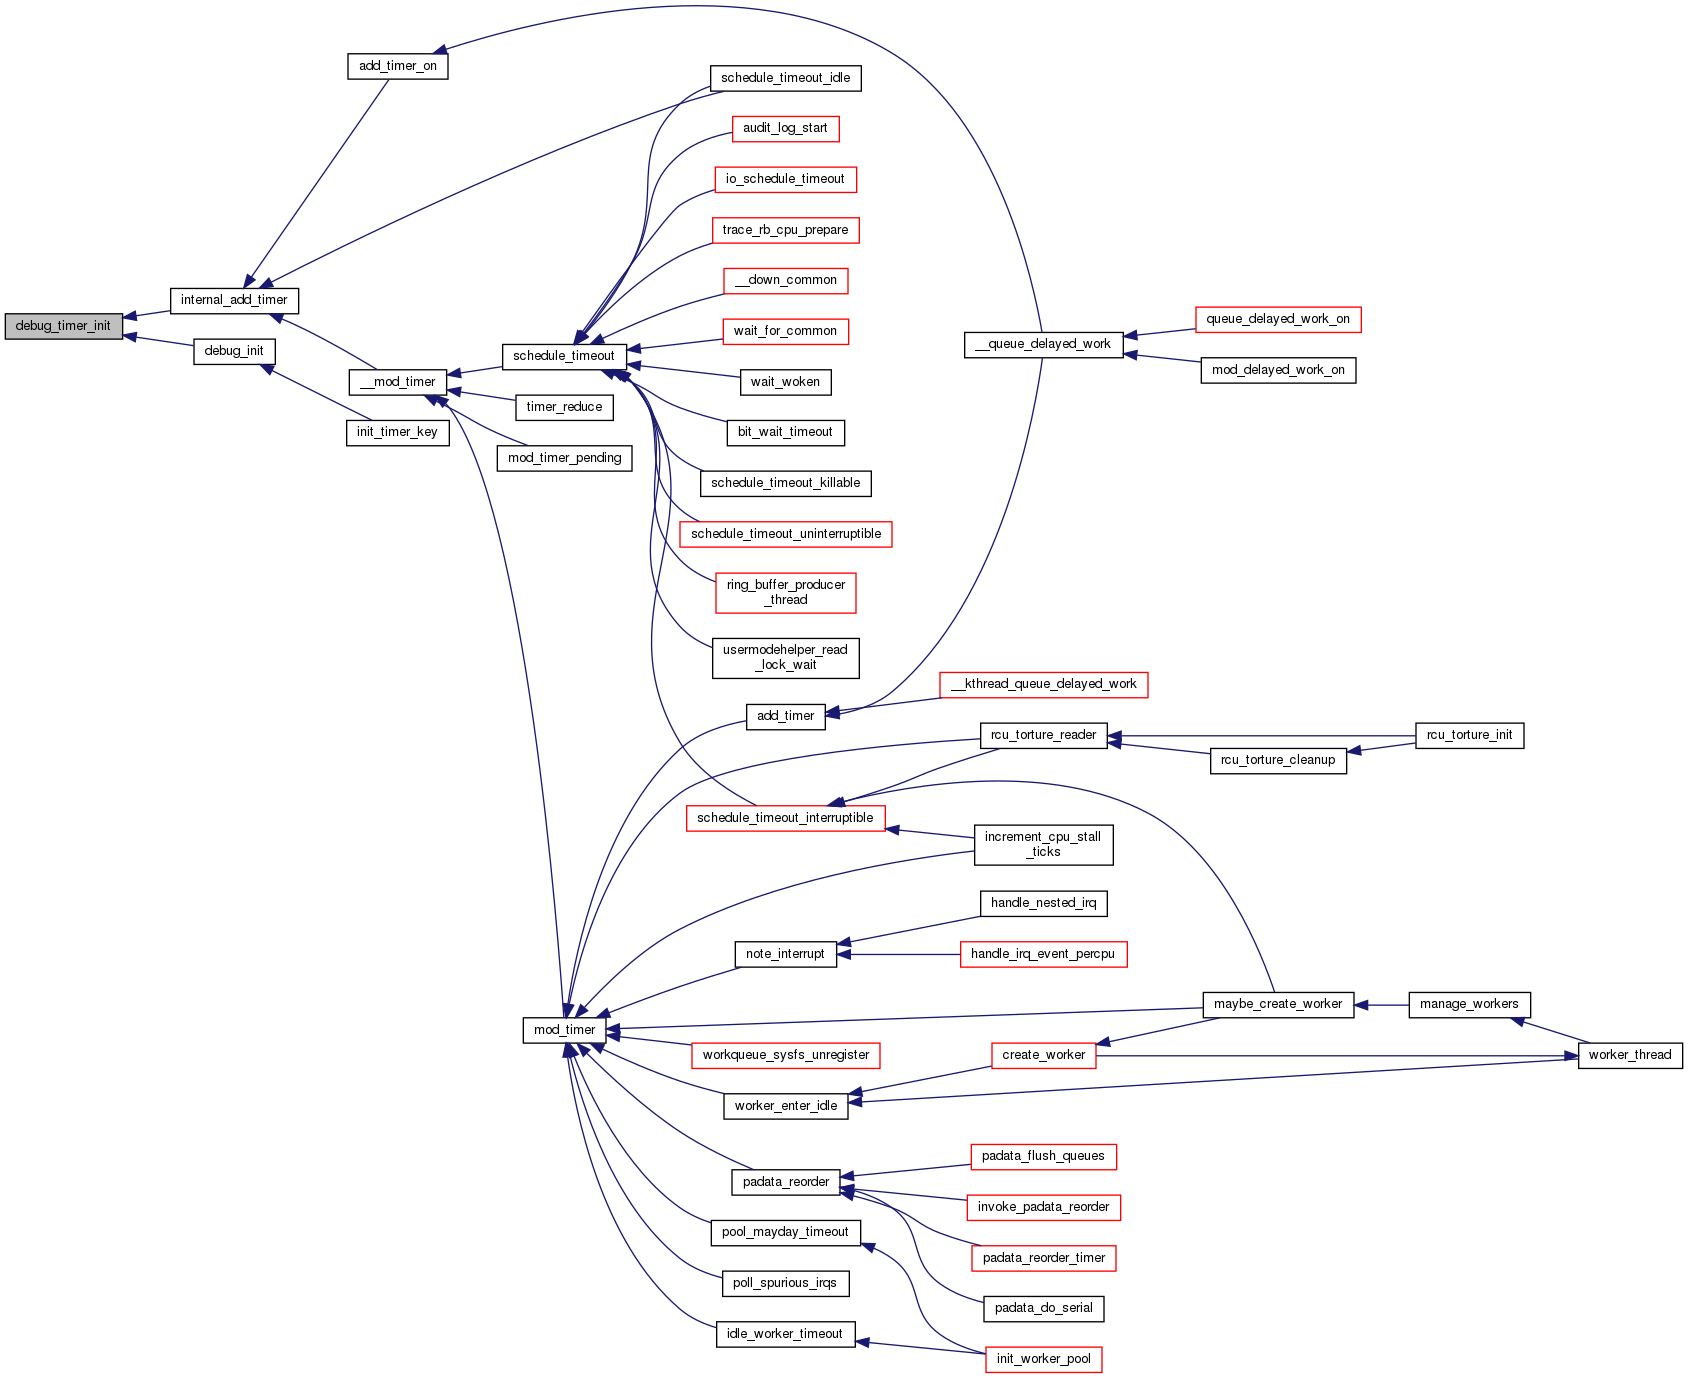 add_timer_on
schedule_timeout_idle
audit_log_start
io_schedule_timeout
trace_rb_cpu_prepare
__down_common
internal_add_timer
debug_timer_init
debug_init
queue_delayed_work_on
wait_for_common
__queue_delayed_work
schedule_timeout
mod_delayed_work_on
__mod_timer
wait_woken
timer_reduce
init_timer_key
bit_wait_timeout
mod_timer_pending
schedule_timeout_killable
schedule_timeout_uninterruptible
ring_buffer_producer
_thread
usermodehelper_read
_lock_wait
__kthread_queue_delayed_work
add_timer
rcu_torture_reader
rcu_torture_init
rcu_torture_cleanup
schedule_timeout_interruptible
increment_cpu_stall
_ticks
handle_nested_irq
note_interrupt
handle_irq_event_percpu
maybe_create_worker
manage_workers
mod_timer
workqueue_sysfs_unregister
create_worker
worker_thread
worker_enter_idle
padata_flush_queues
padata_reorder
invoke_padata_reorder
pool_mayday_timeout
padata_reorder_timer
poll_spurious_irqs
padata_do_serial
idle_worker_timeout
init_worker_pool